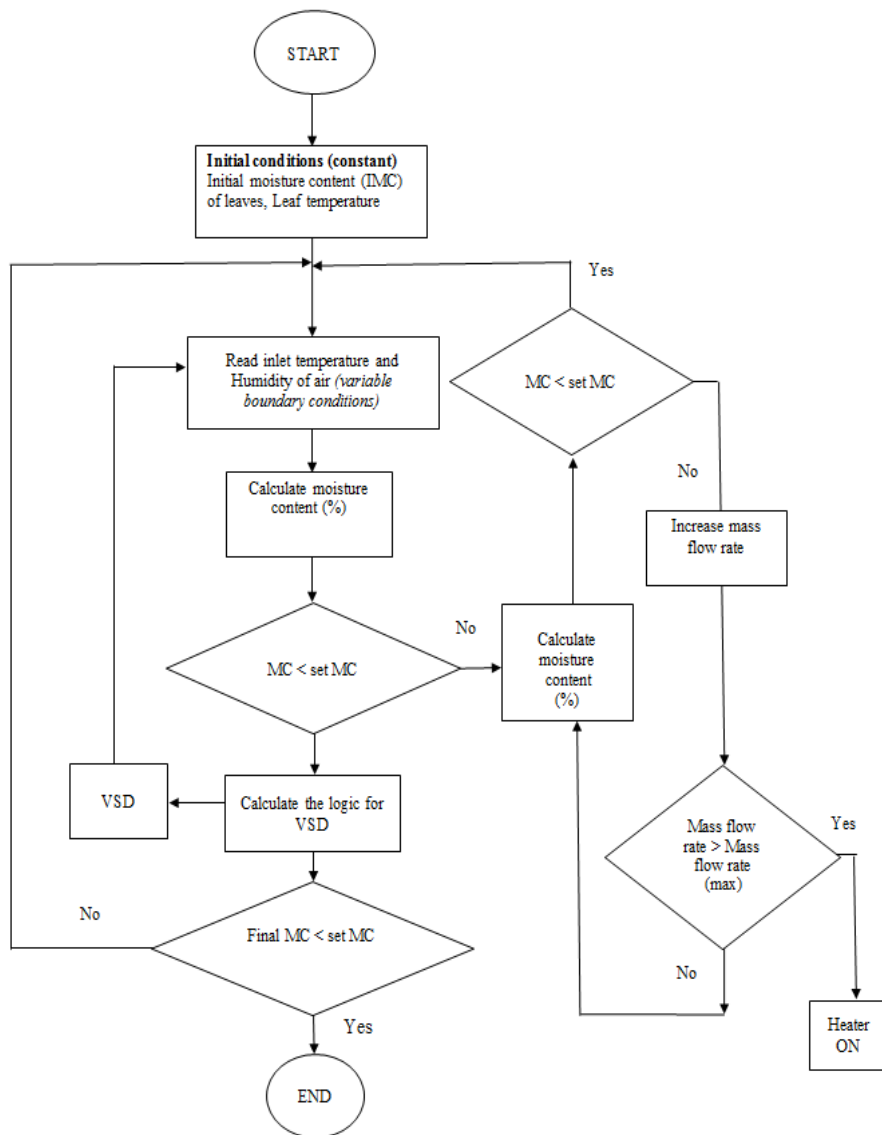 START
Initial conditions (constant)
Initial moisture content (IMC)
of leaves, Leaf temperature
Yes
Read inlet temperature and
Humidity of air (variable
boundary conditions)
MC < set MC
No
Calculate moisture
content (%)
Increase mass
flow rate
No
MC < set MC
Calculate
moisture
content
(%)
VSD
Calculate the logic for
VSD
Mass flow
rate > Mass
flow rate
(max)
Yes
No
Final MC < set MC
No
Yes
Heater
ON
END